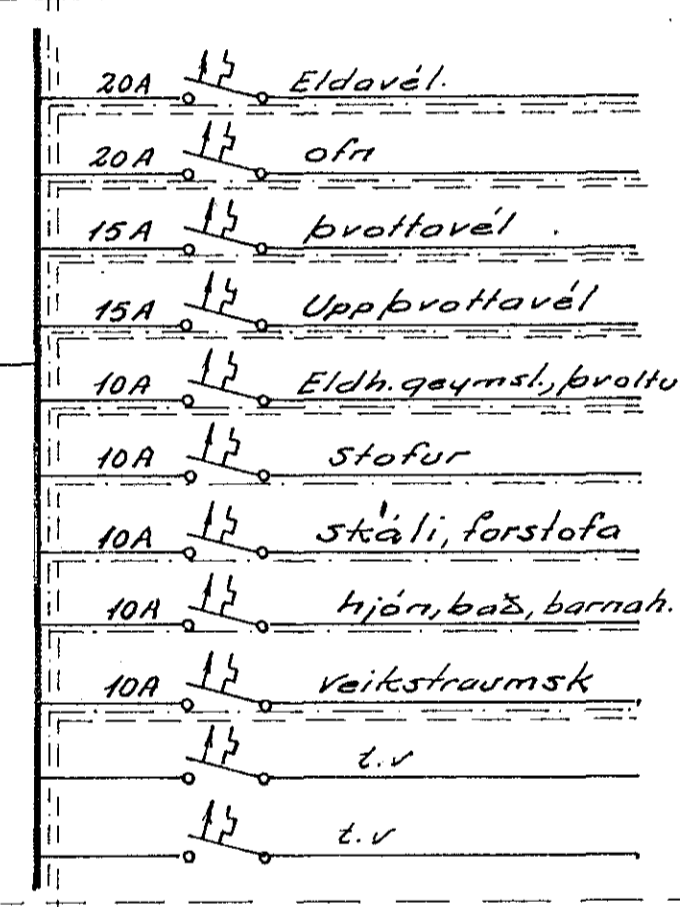 20A Eldavél.
20A ofn
15A þvottavél .
15A Uppþvottavél
10A Eldh. geymsl., þvottu
10A stofur
10A skáli, forstofa
10A hjón, bað, barnah.
10A Veikstraumsk
t.v
t.v